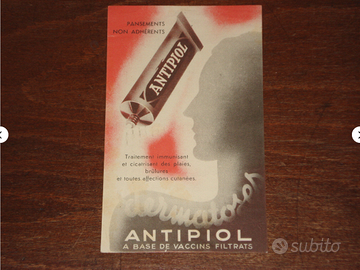 PANSEMENTS
NON ADHÉRENTS
ANTIPIOL
Traitement immunisant
et cicatrisant des plaies,
brûlures
et toutes affections cutanées.
dermatoses
ANTIPIOL
A BASE DE VACCINS FILTRATS
subito